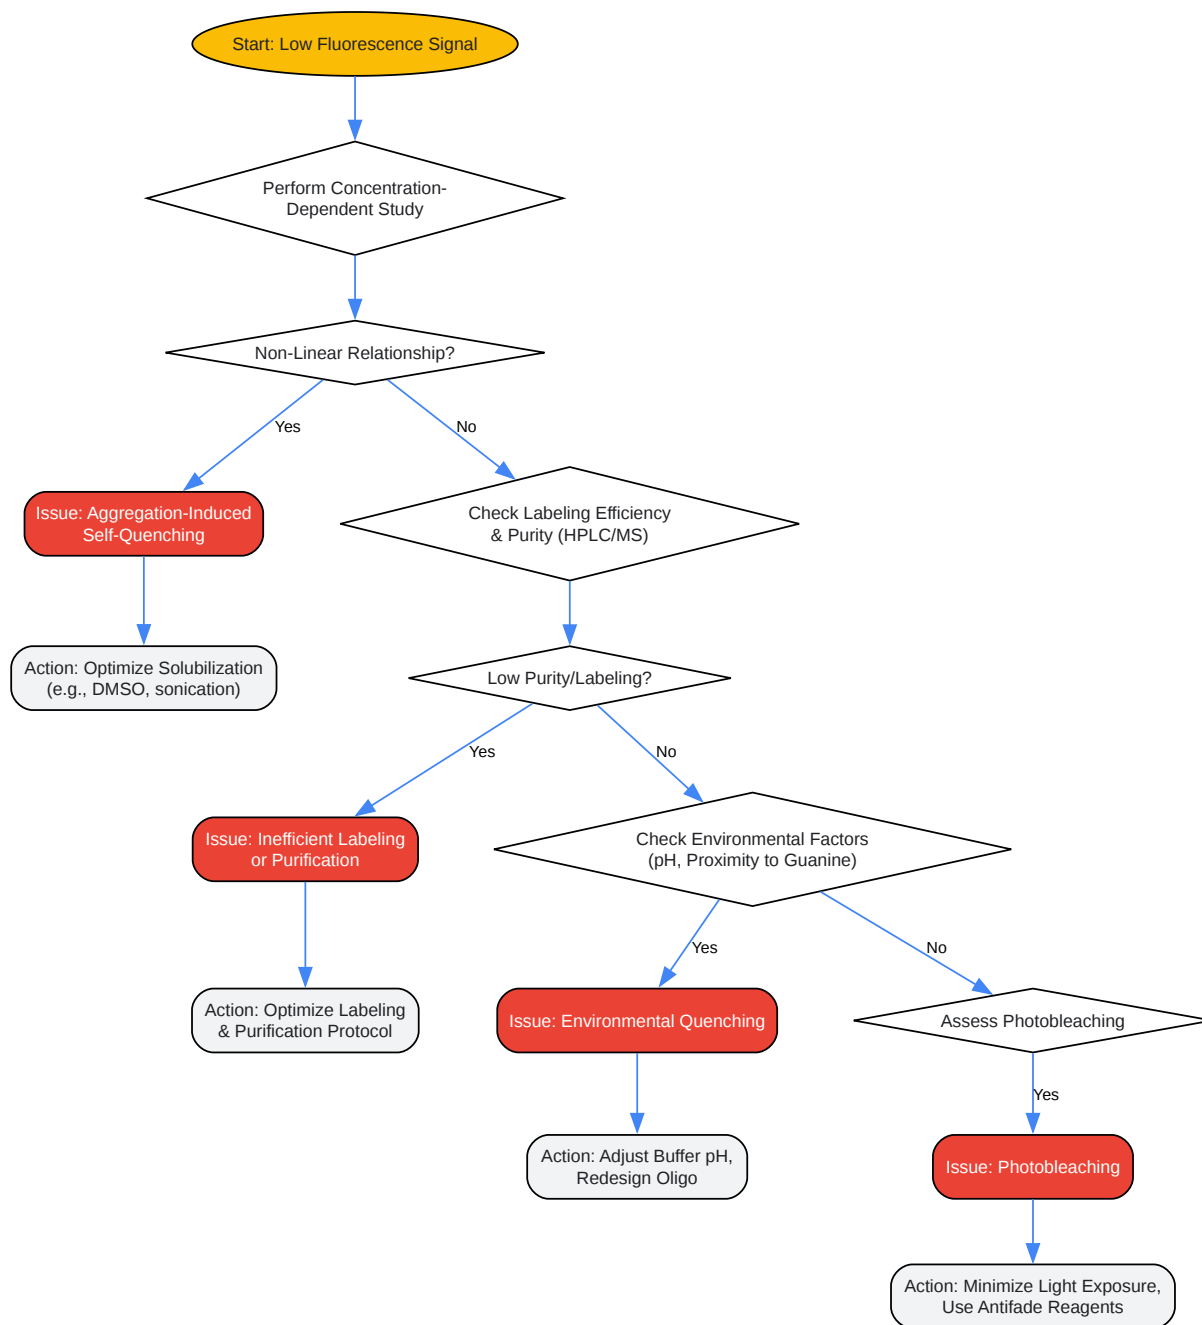 Start: Low Fluorescence Signal
Perform Concentration-
Dependent Study
Non-Linear Relationship?
Yes
No
Issue: Aggregation-Induced
Self-Quenching
Check Labeling Efficiency
& Purity (HPLC/MS)
Action: Optimize Solubilization
(e.g., DMSO, sonication)
Low Purity/Labeling?
Yes
No
Issue: Inefficient Labeling
or Purification
Check Environmental Factors
(pH, Proximity to Guanine)
Yes
No
Action: Optimize Labeling
& Purification Protocol
Issue: Environmental Quenching
Assess Photobleaching
Yes
Action: Adjust Buffer pH,
Redesign Oligo
Issue: Photobleaching
Action: Minimize Light Exposure,
Use Antifade Reagents